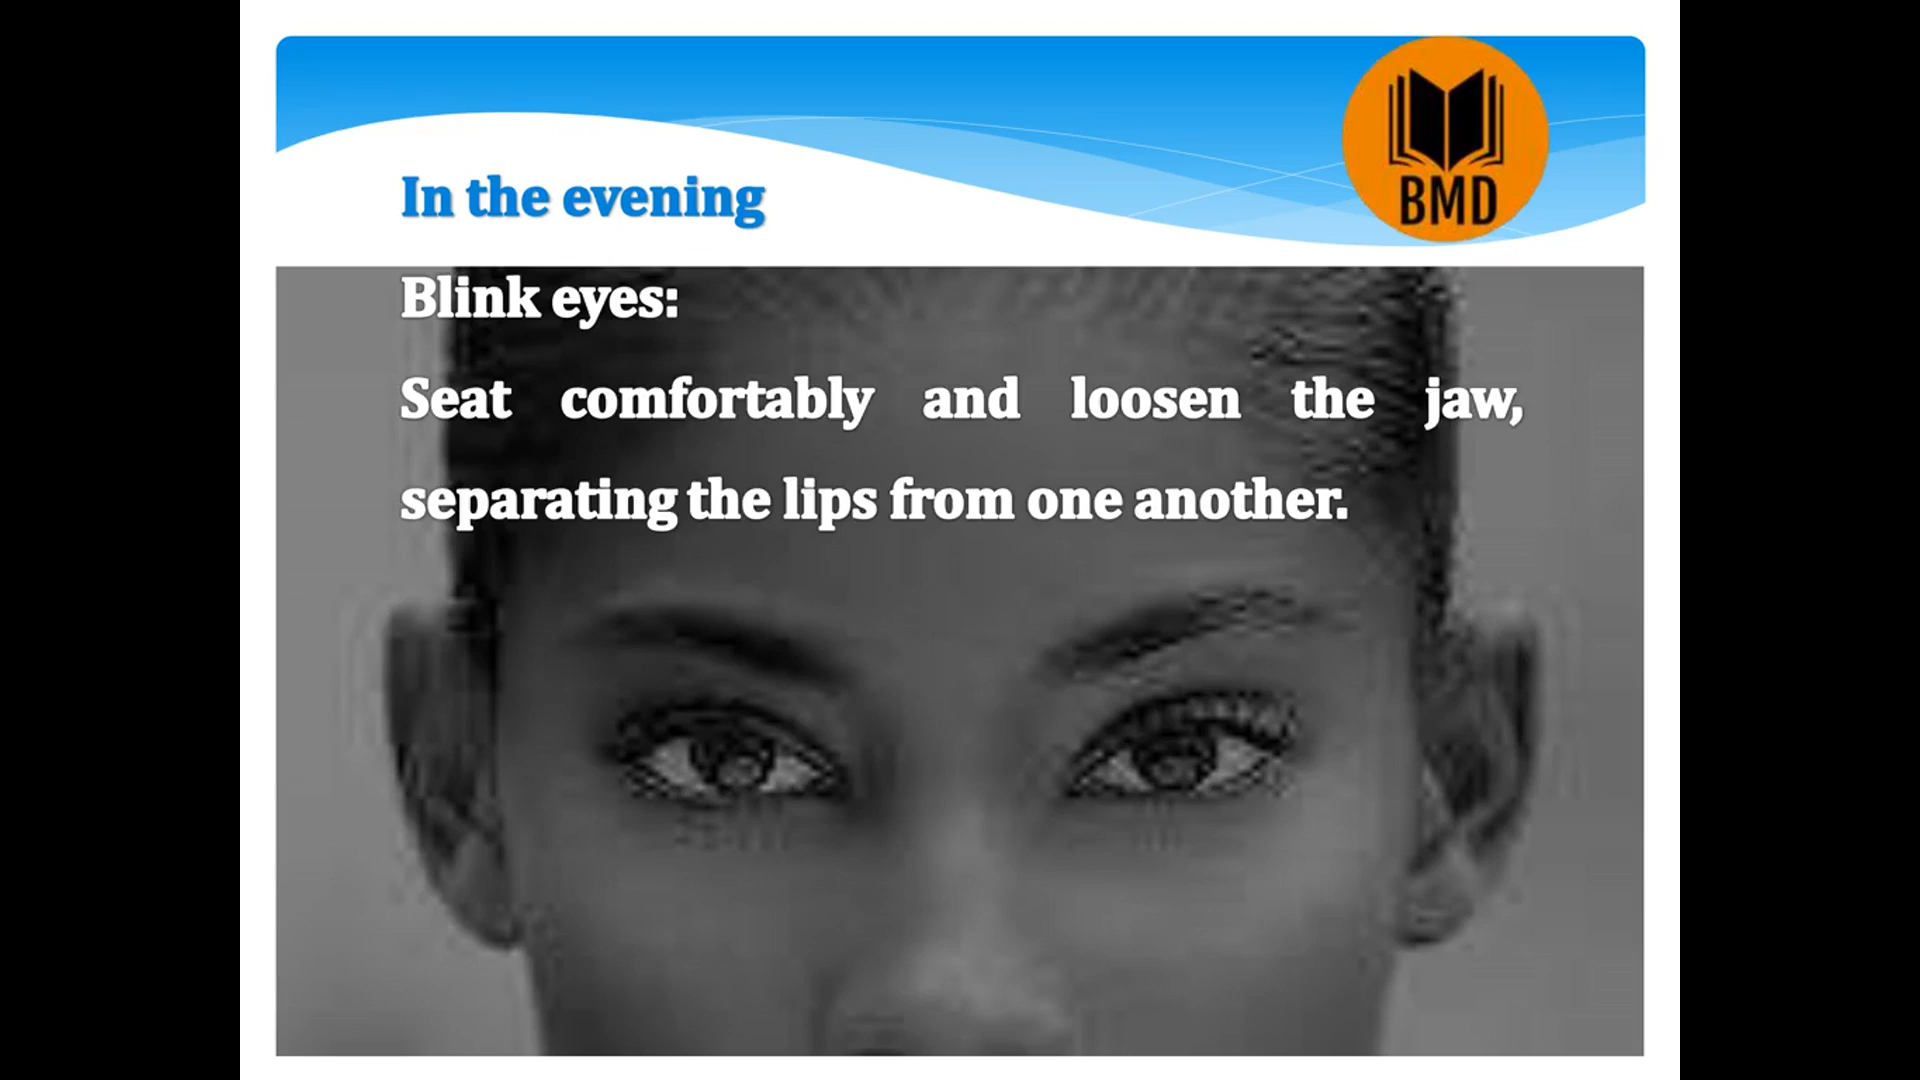 BMD
In the evening
Blink eyes:
Seat comfortably and loosen the jaw,
separating the lips from one another.